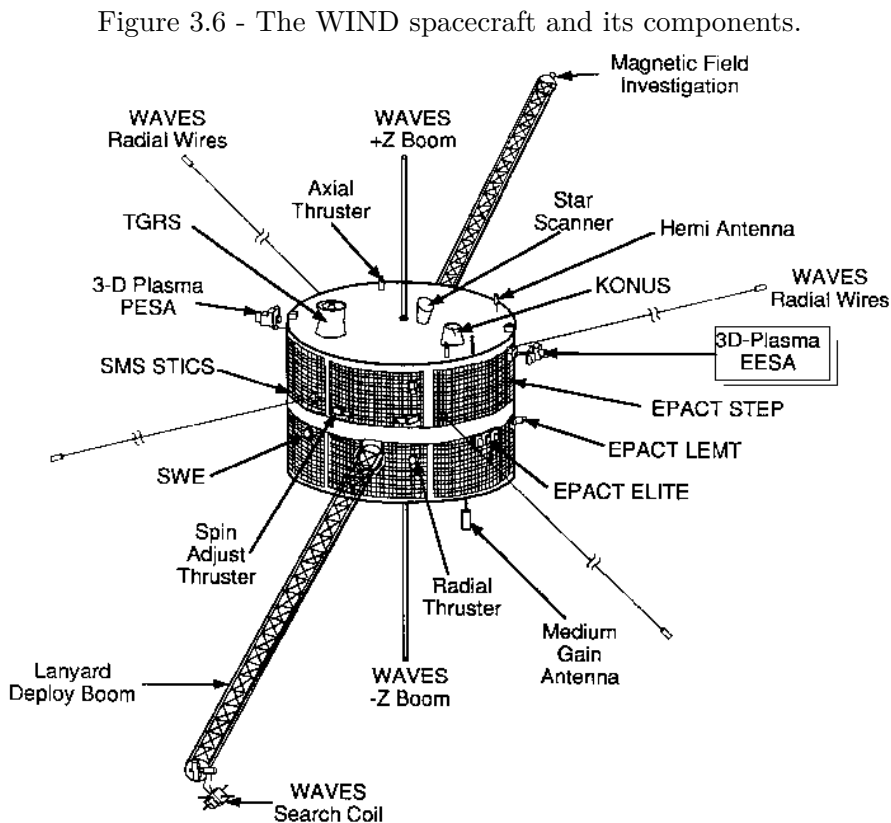 Figure 3.6 - The WIND spacecraft and its components.
Magnetic Field
Investigation
WAVES
Radial Wires
WAVES
+Z Boom
Axial
Thruster
Star
Scanner
TGRS
Hemi Antenna
3-D Plasma
PESA
KONUS
WAVES
Radial Wires
3D-Plasma
EESA
SMS STICS
EPACT STEP
EPACT LEMT
SWE
EPACT ELITE
Spin
Adjust
Thruster
Radial
Thruster
Medium
Gain
Antenna
Lanyard
Deploy Boom
WAVES
-Z Boom
WAVES
Search Coil